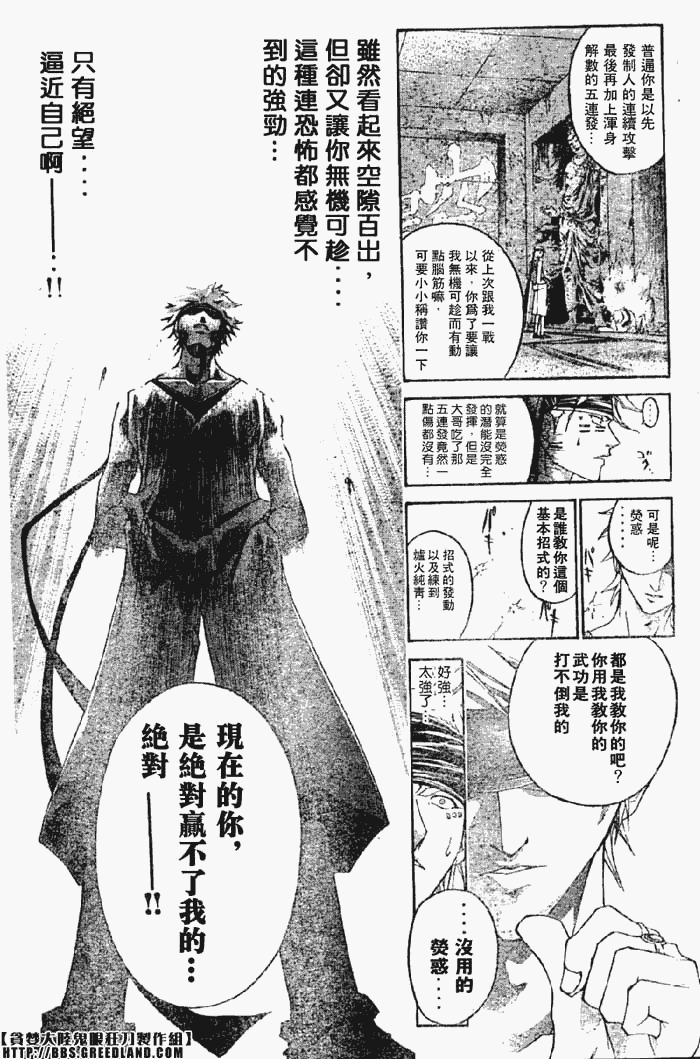 普通你是以先
發制人的連續攻擊
最後再加上渾身
解數的五連發…
從上次跟我一戰
以來，你為了要讓
我無機可趁而有動
點腦筋嘛，
可要小小稱讚你一下
…
就算是熒惑
的潛能沒完全
發揮，但是
大哥吃了那
五連發竟然一
點傷都沒有…
可是呢…
熒惑
是誰教你這個
基本招式的？
招式的發動
以及練到
爐火純青…
都是我教你的吧？
你用我教你的
武功是
打不倒我的
好強…
太強了…
‥‥沒用的
熒惑‥‥
雖然看起來空隙百出，
但卻又讓你無機可趁‥‥
這種連恐怖都感覺不
到的強勁…
只有絕望‥‥
逼近自己啊——‥!!
現在的你，
是絕對贏不了我的…
絕對——!!
【貪婪大陸鬼眼狂刀製作組】
HTTP://BBS.GREEDLAND.COM